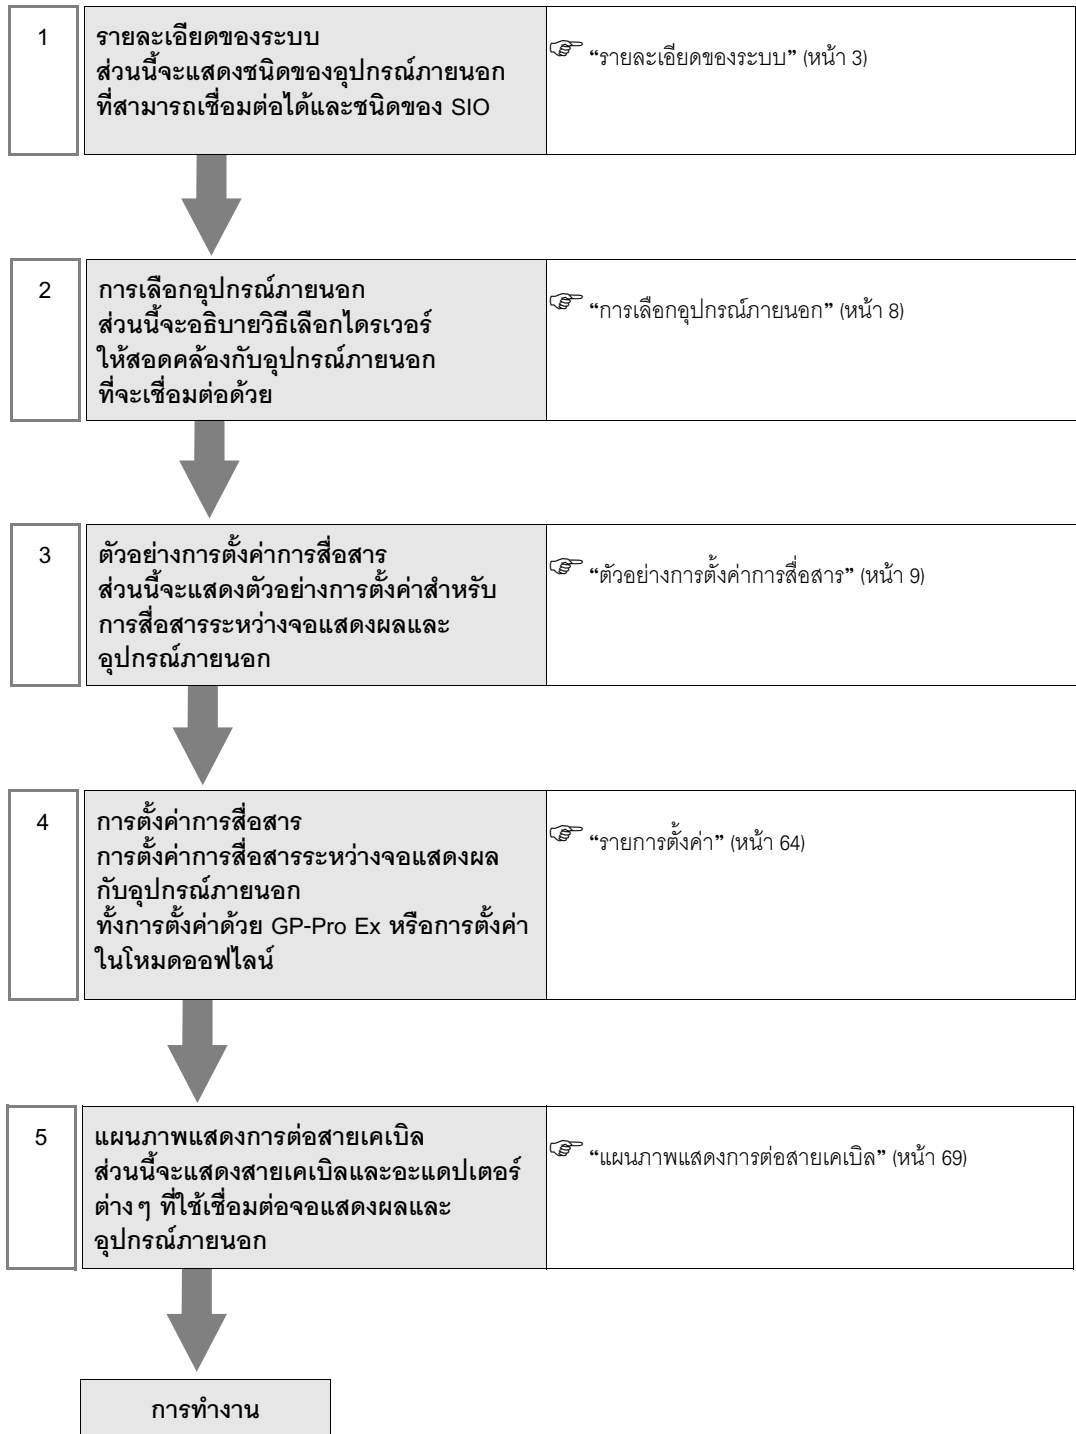 1
รายละเอียดของระบบ
ส่วนนี้จะแสดงชนิดของอุปกรณ์ภายนอก
ที่สามารถเชื่อมต่อได้และชนิดของ SIO
“รายละเอียดของระบบ” (หน้า 3)
2
การเลือกอุปกรณ์ภายนอก
ส่วนนี้จะอธิบายวิธีเลือกไดรเวอร์
ให้สอดคล้องกับอุปกรณ์ภายนอก
ที่จะเชื่อมต่อด้วย
“การเลือกอุปกรณ์ภายนอก” (หน้า 8)
3
ตัวอย่างการตั้งค่าการสื่อสาร
ส่วนนี้จะแสดงตัวอย่างการตั้งค่าสำหรับ
การสื่อสารระหว่างจอแสดงผลและ
อุปกรณ์ภายนอก
“ตัวอย่างการตั้งค่าการสื่อสาร” (หน้า 9)
4
การตั้งค่าการสื่อสาร
การตั้งค่าการสื่อสารระหว่างจอแสดงผล
กับอุปกรณ์ภายนอก
ทั้งการตั้งค่าด้วย GP-Pro Ex หรือการตั้งค่า
ในโหมดออฟไลน์
“รายการตั้งค่า” (หน้า 64)
5
แผนภาพแสดงการต่อสายเคเบิล
ส่วนนี้จะแสดงสายเคเบิลและอะแดปเตอร์
ต่างๆ ที่ใช้เชื่อมต่อจอแสดงผลและ
อุปกรณ์ภายนอก
“แผนภาพแสดงการต่อสายเคเบิล” (หน้า 69)
การทำงาน